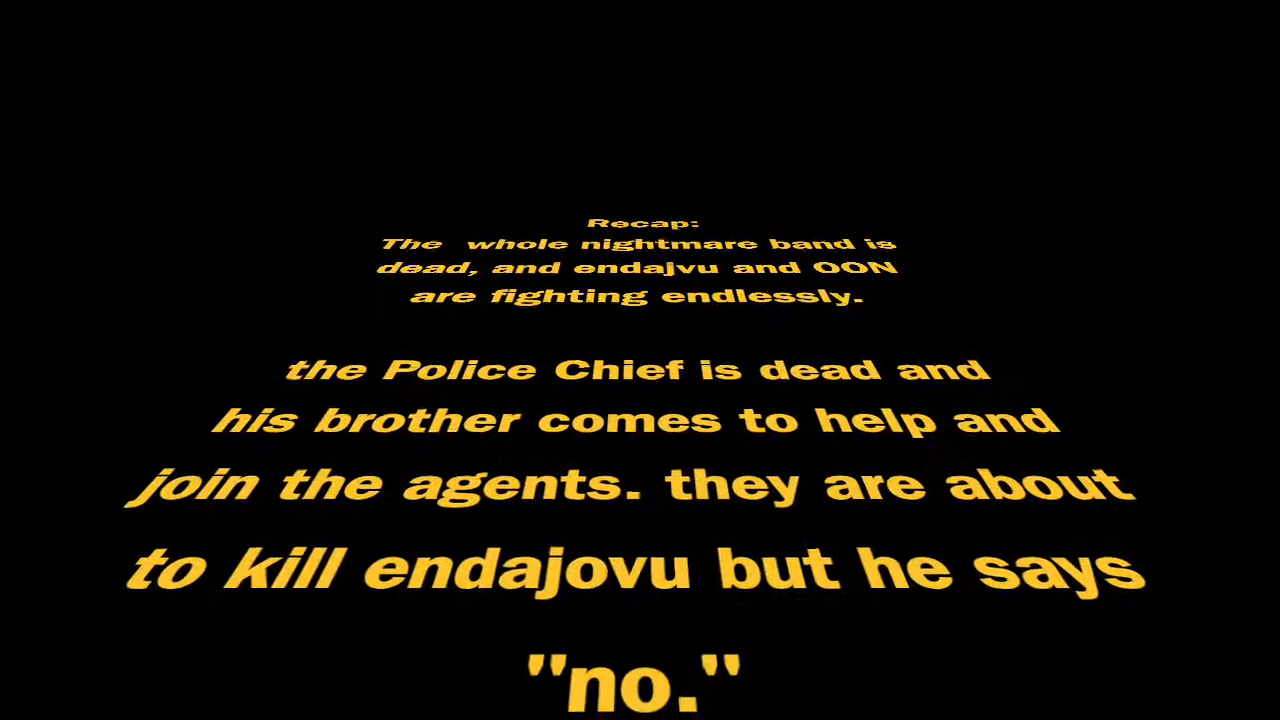 Recap:
The whole nightmare band is
dead, and endajvu and OON
are fighting endlessly.
the Police Chief is dead and
his brother comes to help and
join the agents. they are about
to kill endajovu but he says
"no."